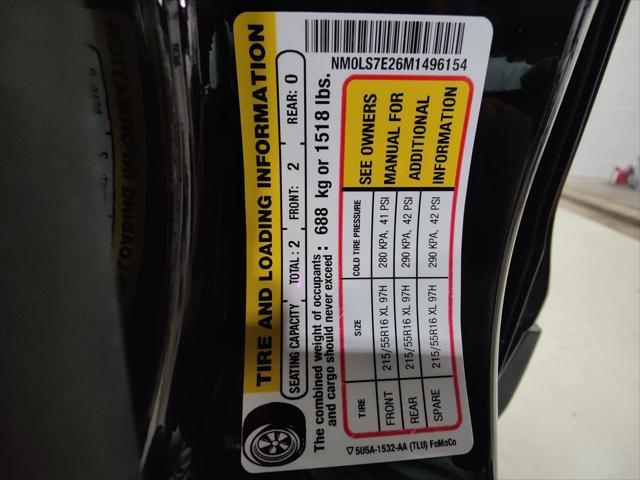 NM0LS7E26M1496154
TIRE AND LOADING INFORMATION
SEATING CAPACITY TOTAL: 2 FRONT: 2 REAR: 0
The combined weight of occupants
and cargo should never exceed : 688 kg or 1518 lbs.
TIRE SIZE COLD TIRE PRESSURE
FRONT 215/55R16 XL 97H 280 KPA, 41 PSI
REAR 215/55R16 XL 97H 290 KPA, 42 PSI
SPARE 215/55R16 XL 97H 290 KPA, 42 PSI
SEE OWNERS
MANUAL FOR
ADDITIONAL
INFORMATION
5U5A-1532-AA (TLU) FoMoCo